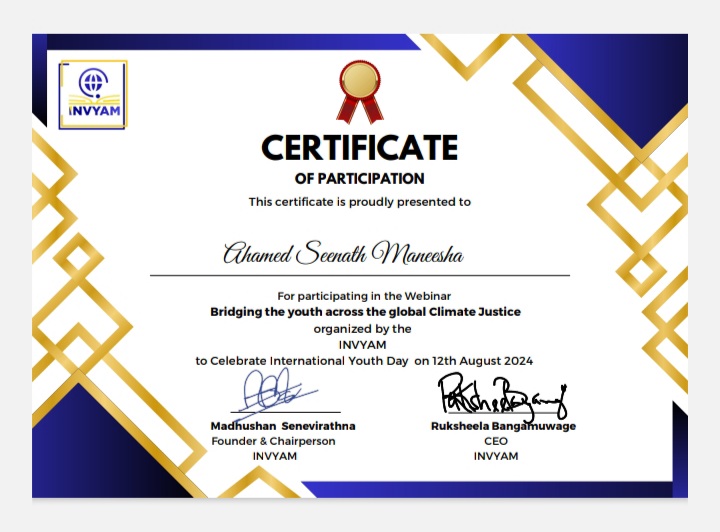 INVYAM
CERTIFICATE
OF PARTICIPATION
This certificate is proudly presented to
Ahamed Seenath Maneesha
For participating in the Webinar
Bridging the youth across the global Climate Justice
organized by the
INVYAM
to Celebrate International Youth Day on 12th August 2024
Madhushan Senevirathna
Founder & Chairperson
INVYAM
Ruksheela Bangamuwage
CEO
INVYAM